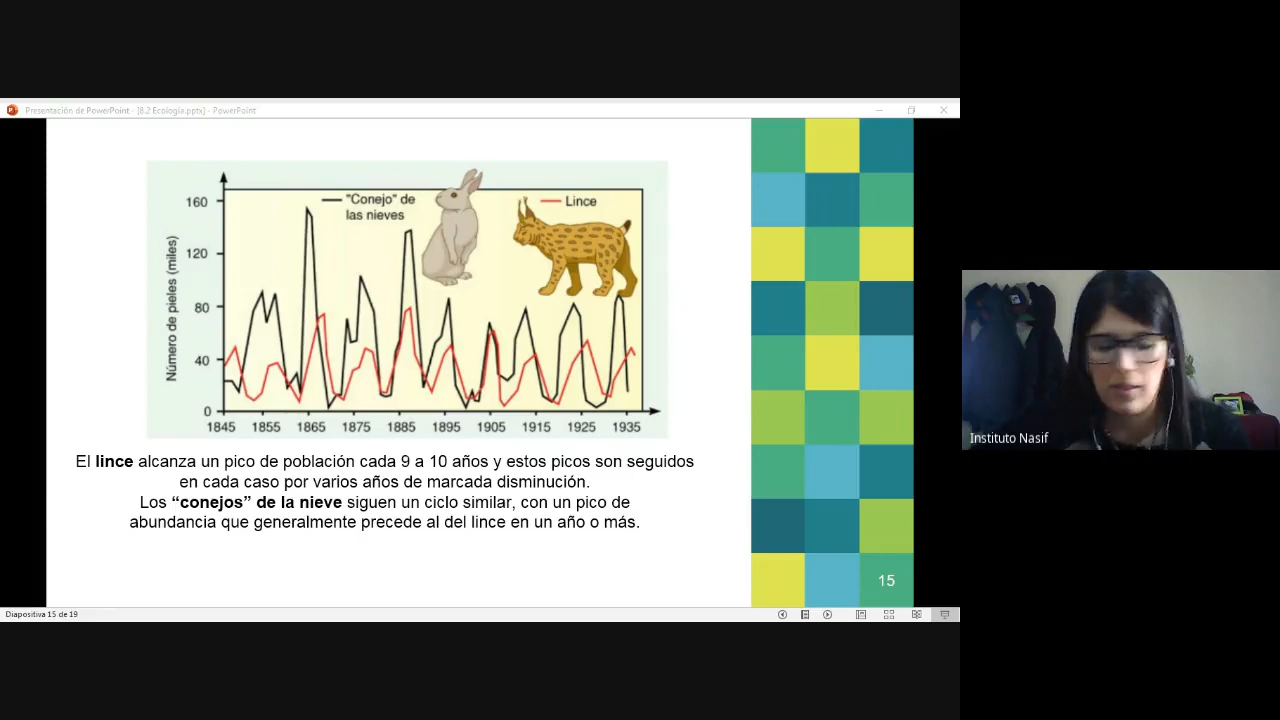 Presentación de PowerPoint - [8.2 Ecología.pptx] - PowerPoint
"Conejo" de
las nieves
Lince
Número de pieles (miles)
160
120
80
40
0
1845 1855 1865 1875 1885 1895 1905 1915 1925 1935
El lince alcanza un pico de población cada 9 a 10 años y estos picos son seguidos
en cada caso por varios años de marcada disminución.
Los “conejos” de la nieve siguen un ciclo similar, con un pico de
abundancia que generalmente precede al del lince en un año o más.
15
Diapositiva 15 de 19
Instituto Nasif